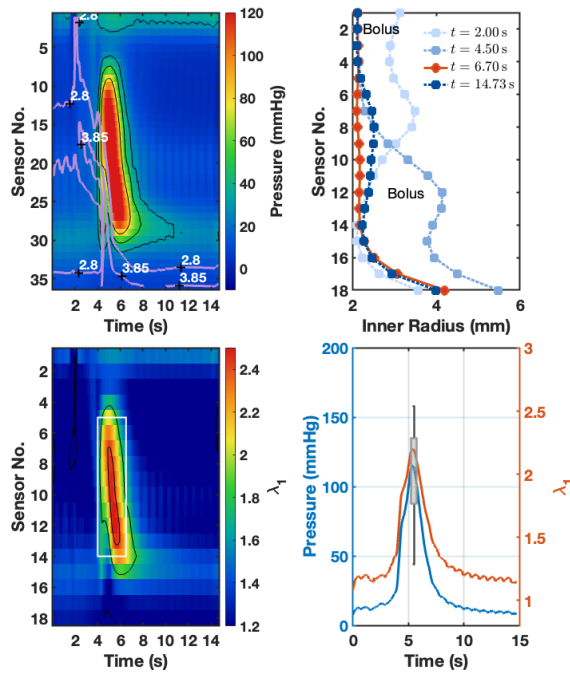 Sensor No.
5
10
15
20
25
30
35
2 4 6 8 10 12 14
Time (s)
2.8
2.8
3.85
3.85
2.8
2.8
3.85
3.85
120
100
80
60
40
20
0
Pressure (mmHg)
Sensor No.
2
4
6
8
10
12
14
16
18
2 4 6
Inner Radius (mm)
Bolus
Bolus
t = 2.00 s
t = 4.50 s
t = 6.70 s
t = 14.73 s
Sensor No.
2
4
6
8
10
12
14
16
18
2 4 6 8 10 12 14
Time (s)
2.4
2.2
2
1.8
1.6
1.4
1.2
λ1
Pressure (mmHg)
200
150
100
50
0
0 5 10 15
Time (s)
3
2.5
2
1.5
1
λ1